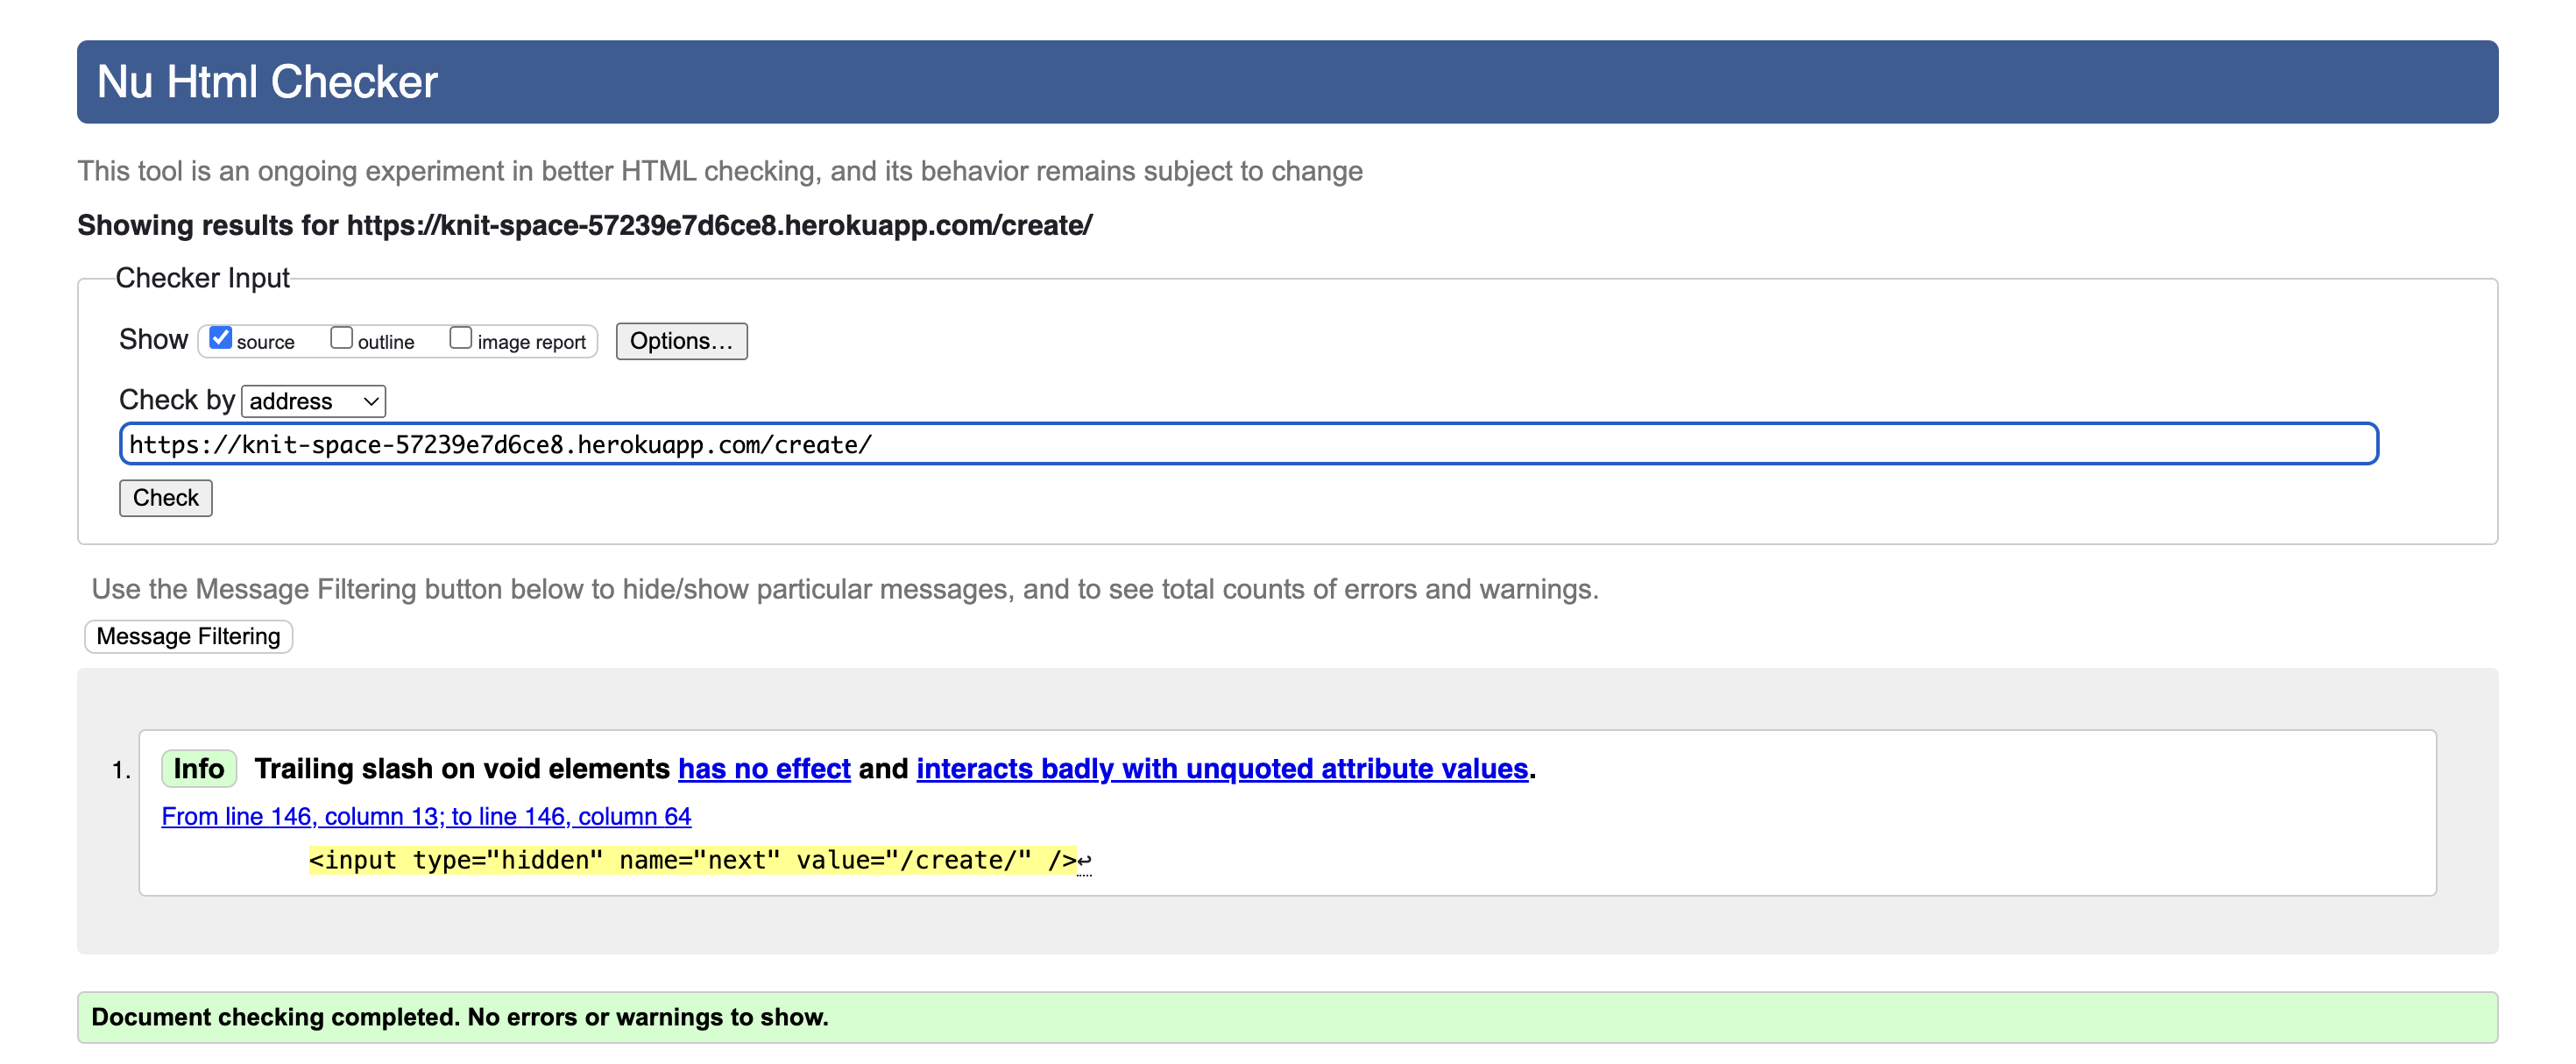 Nu Html Checker
This tool is an ongoing experiment in better HTML checking, and its behavior remains subject to change
Showing results for https://knit-space-57239e7d6ce8.herokuapp.com/create/
Checker Input
Show source outline image report Options...
Check by address
https://knit-space-57239e7d6ce8.herokuapp.com/create/
Check
Use the Message Filtering button below to hide/show particular messages, and to see total counts of errors and warnings.
Message Filtering
1. Info Trailing slash on void elements has no effect and interacts badly with unquoted attribute values.
From line 146, column 13; to line 146, column 64
<input type="hidden" name="next" value="/create/" />↩
Document checking completed. No errors or warnings to show.